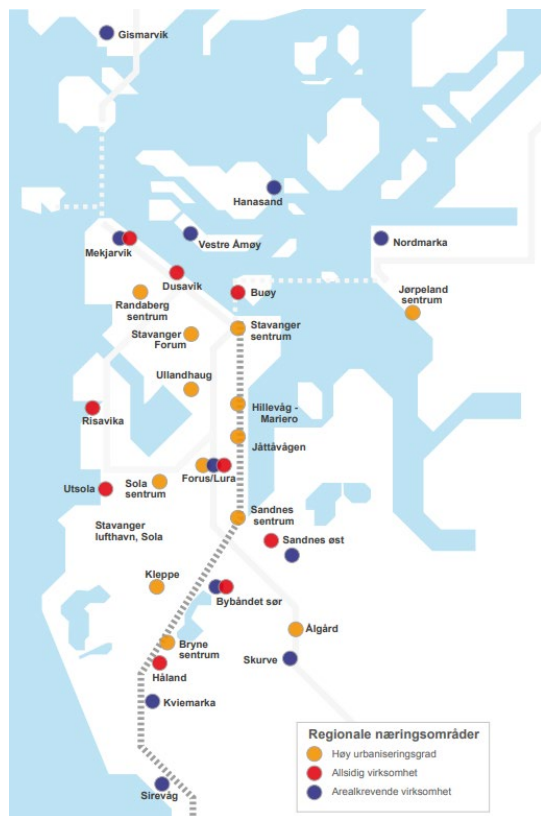 Gismarvik
Hanasand
Vestre Åmøy
Nordmarka
Mekjarvik
Dusavik
Buøy
Jørpeland
sentrum
Randaberg
sentrum
Stavanger
sentrum
Stavanger
Forum
Ullandhaug
Hillevåg -
Mariero
Risavika
Jåttåvågen
Forus/Lura
Utsola
Sola
sentrum
Sandnes
sentrum
Stavanger
lufthavn, Sola
Sandnes øst
Kleppe
Bybåndet sør
Ålgård
Bryne
sentrum
Skurve
Håland
Kviemarka
Sirevåg
Regionale næringsområder
Høy urbaniseringsgrad
Allsidig virksomhet
Arealkrevende virksomhet